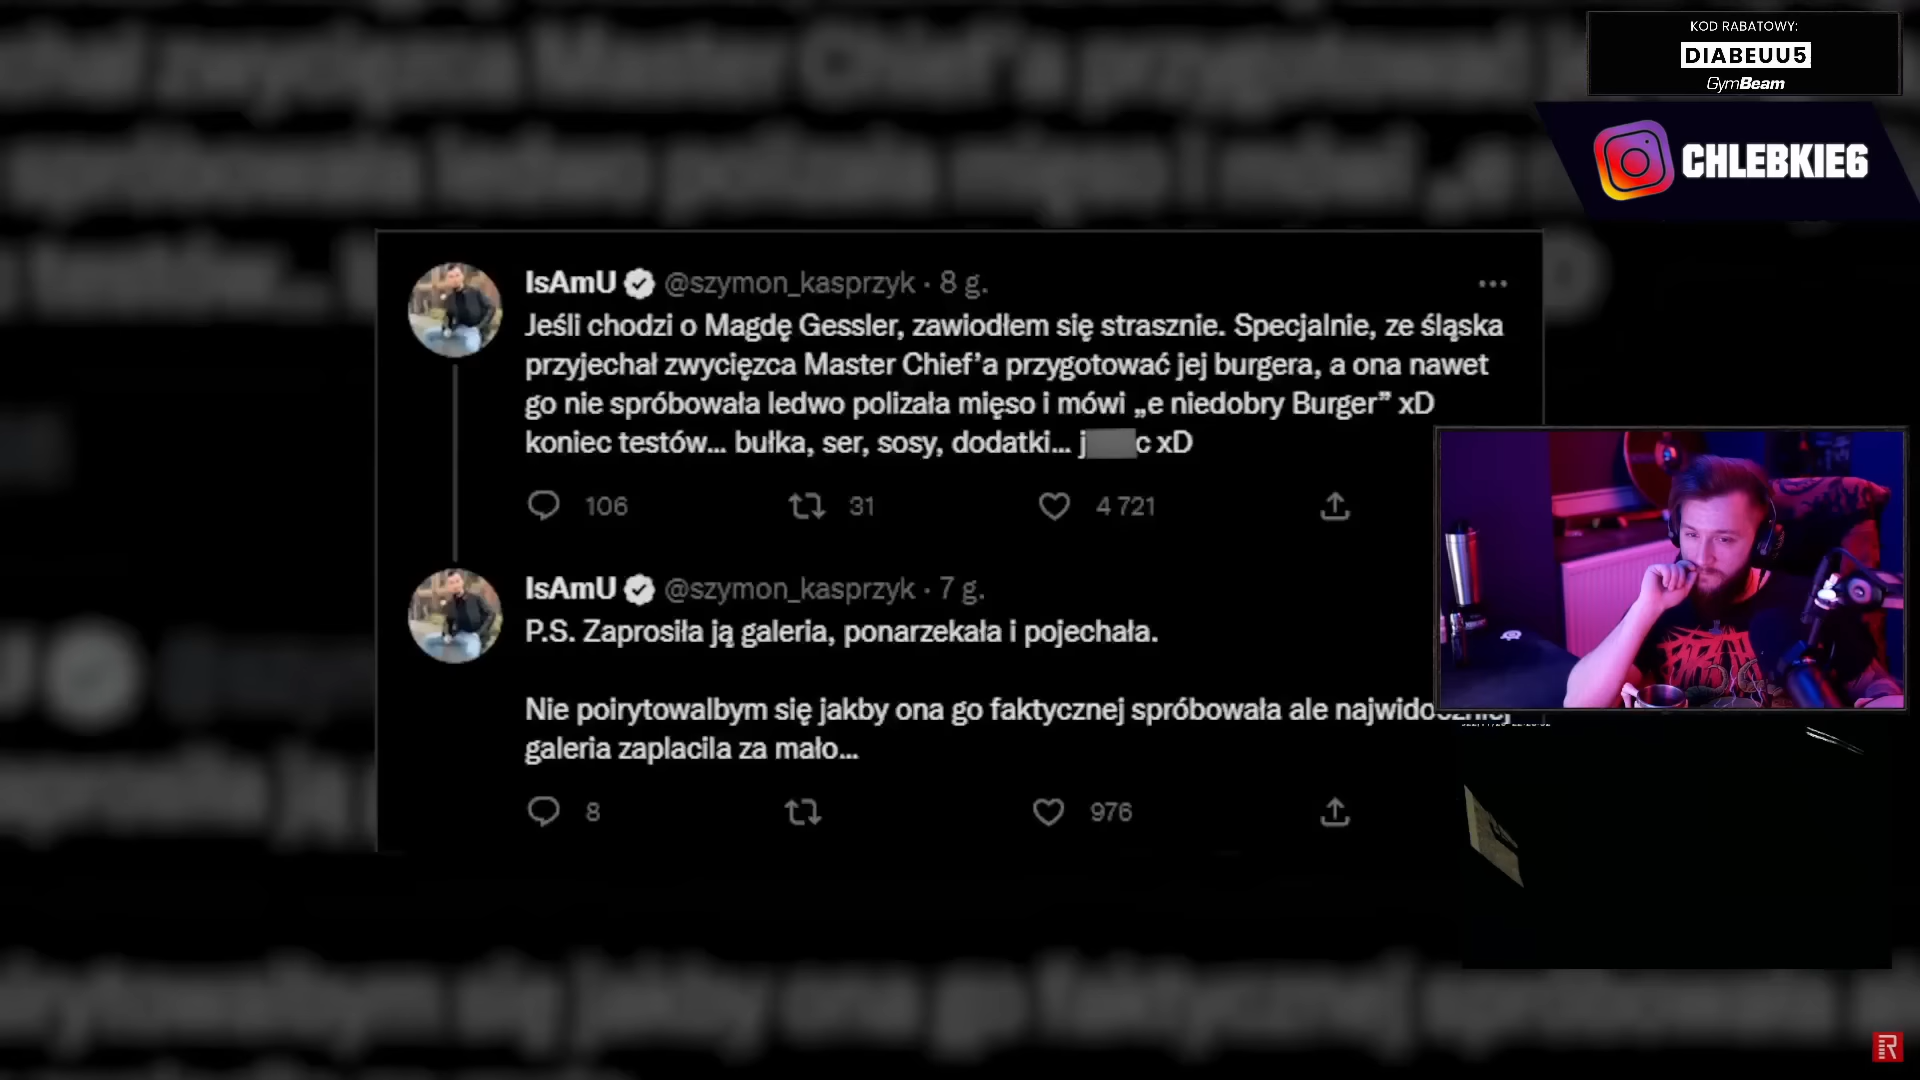 KOD RABATOWY:
DIABEUU5
GymBeam
CHLEBKIE6
IsAmU @szymon_kasprzyk · 8 g.
Jeśli chodzi o Magdę Gessler, zawiodłem się strasznie. Specjalnie, ze śląska
przyjechał zwycięzca Master Chief'a przygotować jej burgera, a ona nawet
go nie spróbowała ledwo polizała mięso i mówi „e niedobry Burger” xD
koniec testów... bułka, ser, sosy, dodatki... j c xD
106 31 4 721
IsAmU @szymon_kasprzyk · 7 g.
P.S. Zaprosiła ją galeria, ponarzekała i pojechała.
Nie poirytowalbym się jakby ona go faktycznej spróbowała ale
galeria zaplacila za mało...
8 976
R